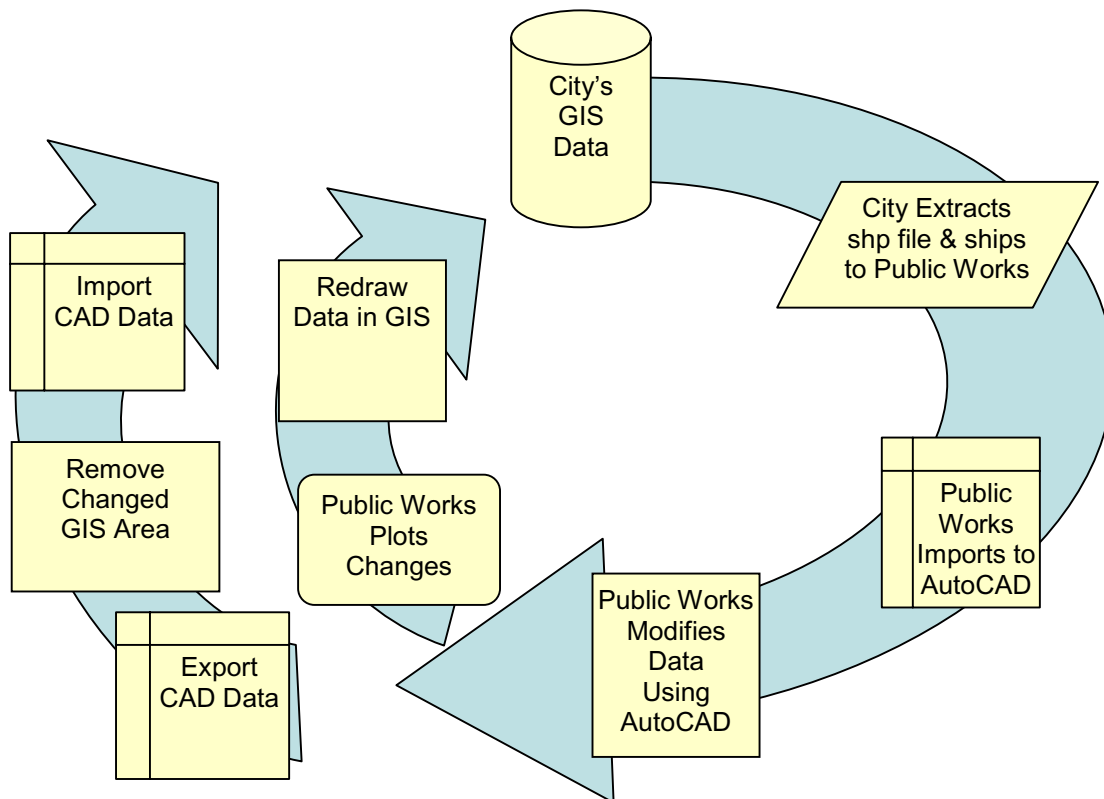 City's
GIS
Data
City Extracts
shp file & ships
to Public Works
Public
Works
Imports to
AutoCAD
Public Works
Modifies
Data
Using
AutoCAD
Public Works
Plots
Changes
Redraw
Data in GIS
Export
CAD Data
Remove
Changed
GIS Area
Import
CAD Data